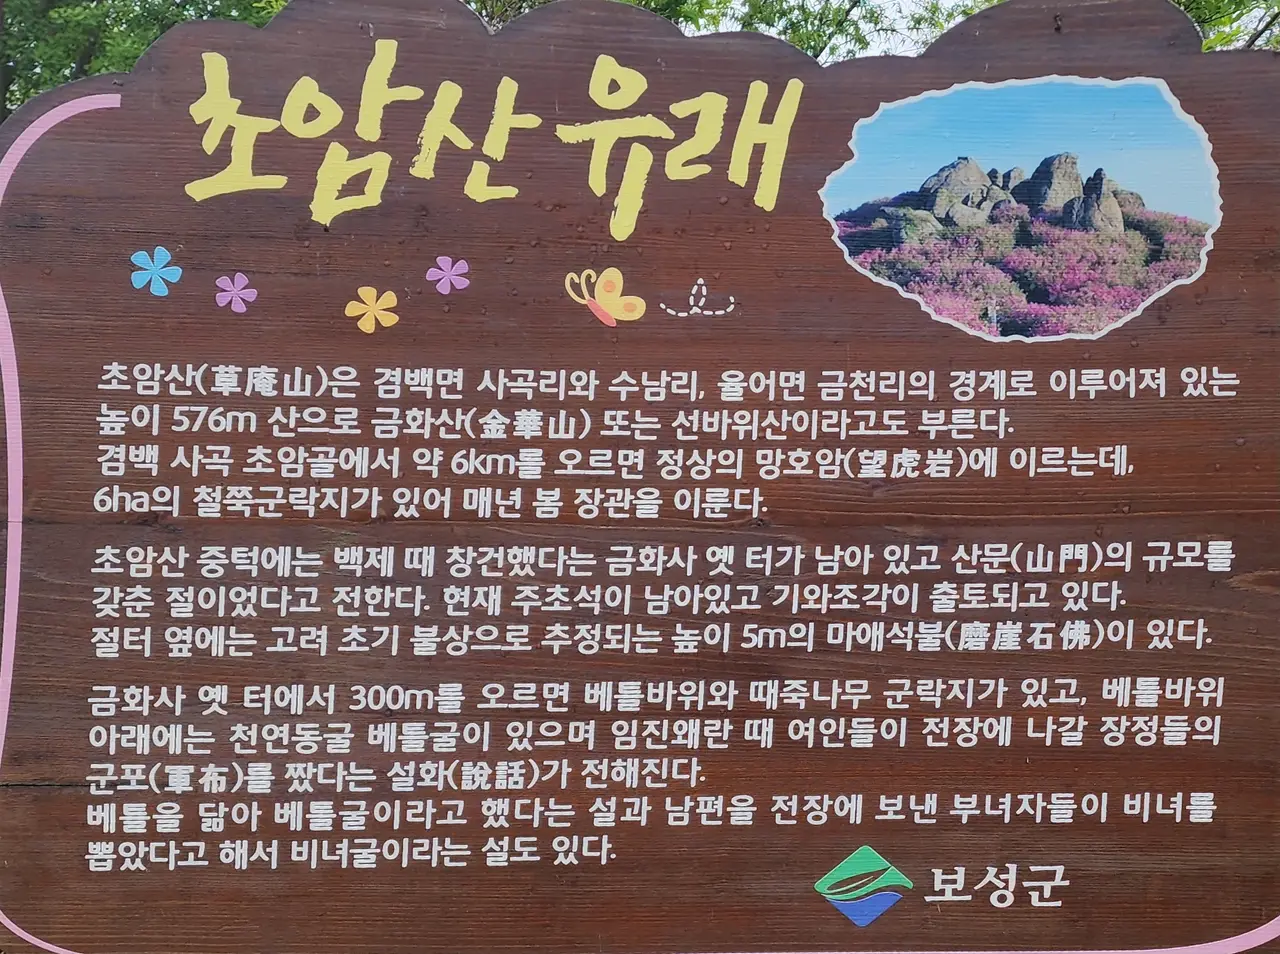 초암산 유래
초암산(草庵山)은 겸백면 사곡리와 수남리, 율어면 금천리의 경계로 이루어져 있는
높이 576m 산으로 금화산(金華山) 또는 선바위산이라고도 부른다.
겸백 사곡 초암골에서 약 6km를 오르면 정상의 망호암(望虎岩)에 이르는데,
6ha의 철쭉군락지가 있어 매년 봄 장관을 이룬다.
초암산 중턱에는 백제 때 창건했다는 금화사 옛 터가 남아 있고 산문(山門)의 규모를
갖춘 절이었다고 전한다. 현재 주초석이 남아있고 기와조각이 출토되고 있다.
절터 옆에는 고려 초기 불상으로 추정되는 높이 5m의 마애석불(磨崖石佛)이 있다.
금화사 옛 터에서 300m를 오르면 베틀바위와 때죽나무 군락지가 있고, 베틀바위
아래에는 천연동굴 베틀굴이 있으며 임진왜란 때 여인들이 전장에 나갈 장정들의
군포(軍布)를 짰다는 설화(說話)가 전해진다.
베틀을 닮아 베틀굴이라고 했다는 설과 남편을 전장에 보낸 부녀자들이 비녀를
뽑았다고 해서 비녀굴이라는 설도 있다.
보성군